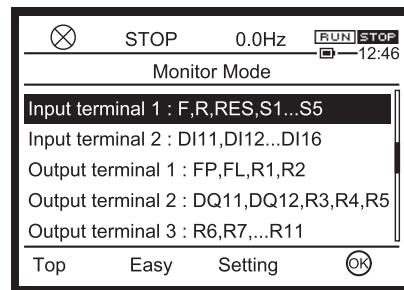 STOP 0.0Hz RUN STOP
12:46
Monitor Mode
Input terminal 1 : F,R,RES,S1...S5
Input terminal 2 : DI11,DI12...DI16
Output terminal 1 : FP,FL,R1,R2
Output terminal 2 : DQ11,DQ12,R3,R4,R5
Output terminal 3 : R6,R7,...R11
Top Easy Setting OK